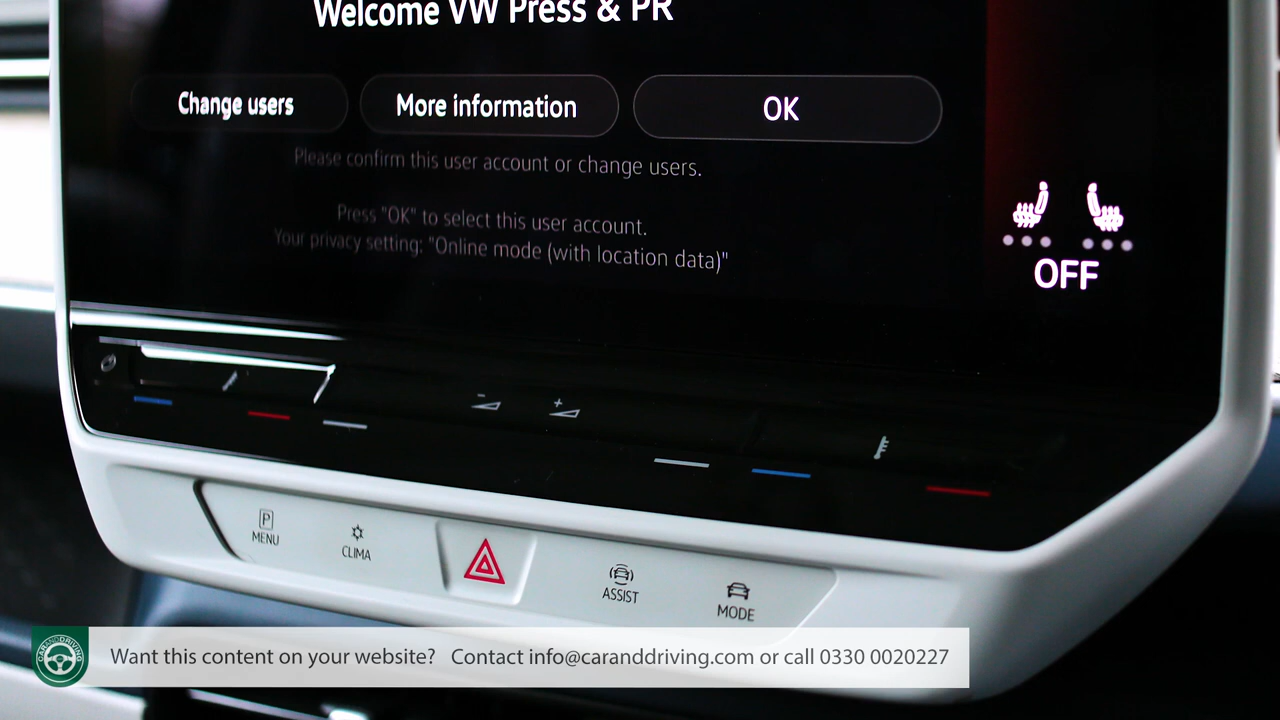 Welcome VW Press & PR
Change users
More information
OK
Please confirm this user account or change users.
Press "OK" to select this user account.
Your privacy setting: "Online mode (with location data)"
OFF
P
MENU
CLIMA
ASSIST
MODE
CARANDDRIVING
Want this content on your website? Contact info@caranddriving.com or call 0330 0020227